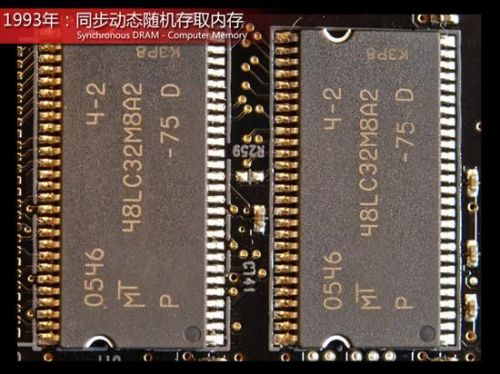 1993年：同步动态随机存取内存
Synchronous DRAM - Computer Memory
K3P8
0546 4-2
MT 48LC32M8A2
P -75 D
R259
C141
K3P8
0546 4-2
MT 48LC32M8A2
P -75 D